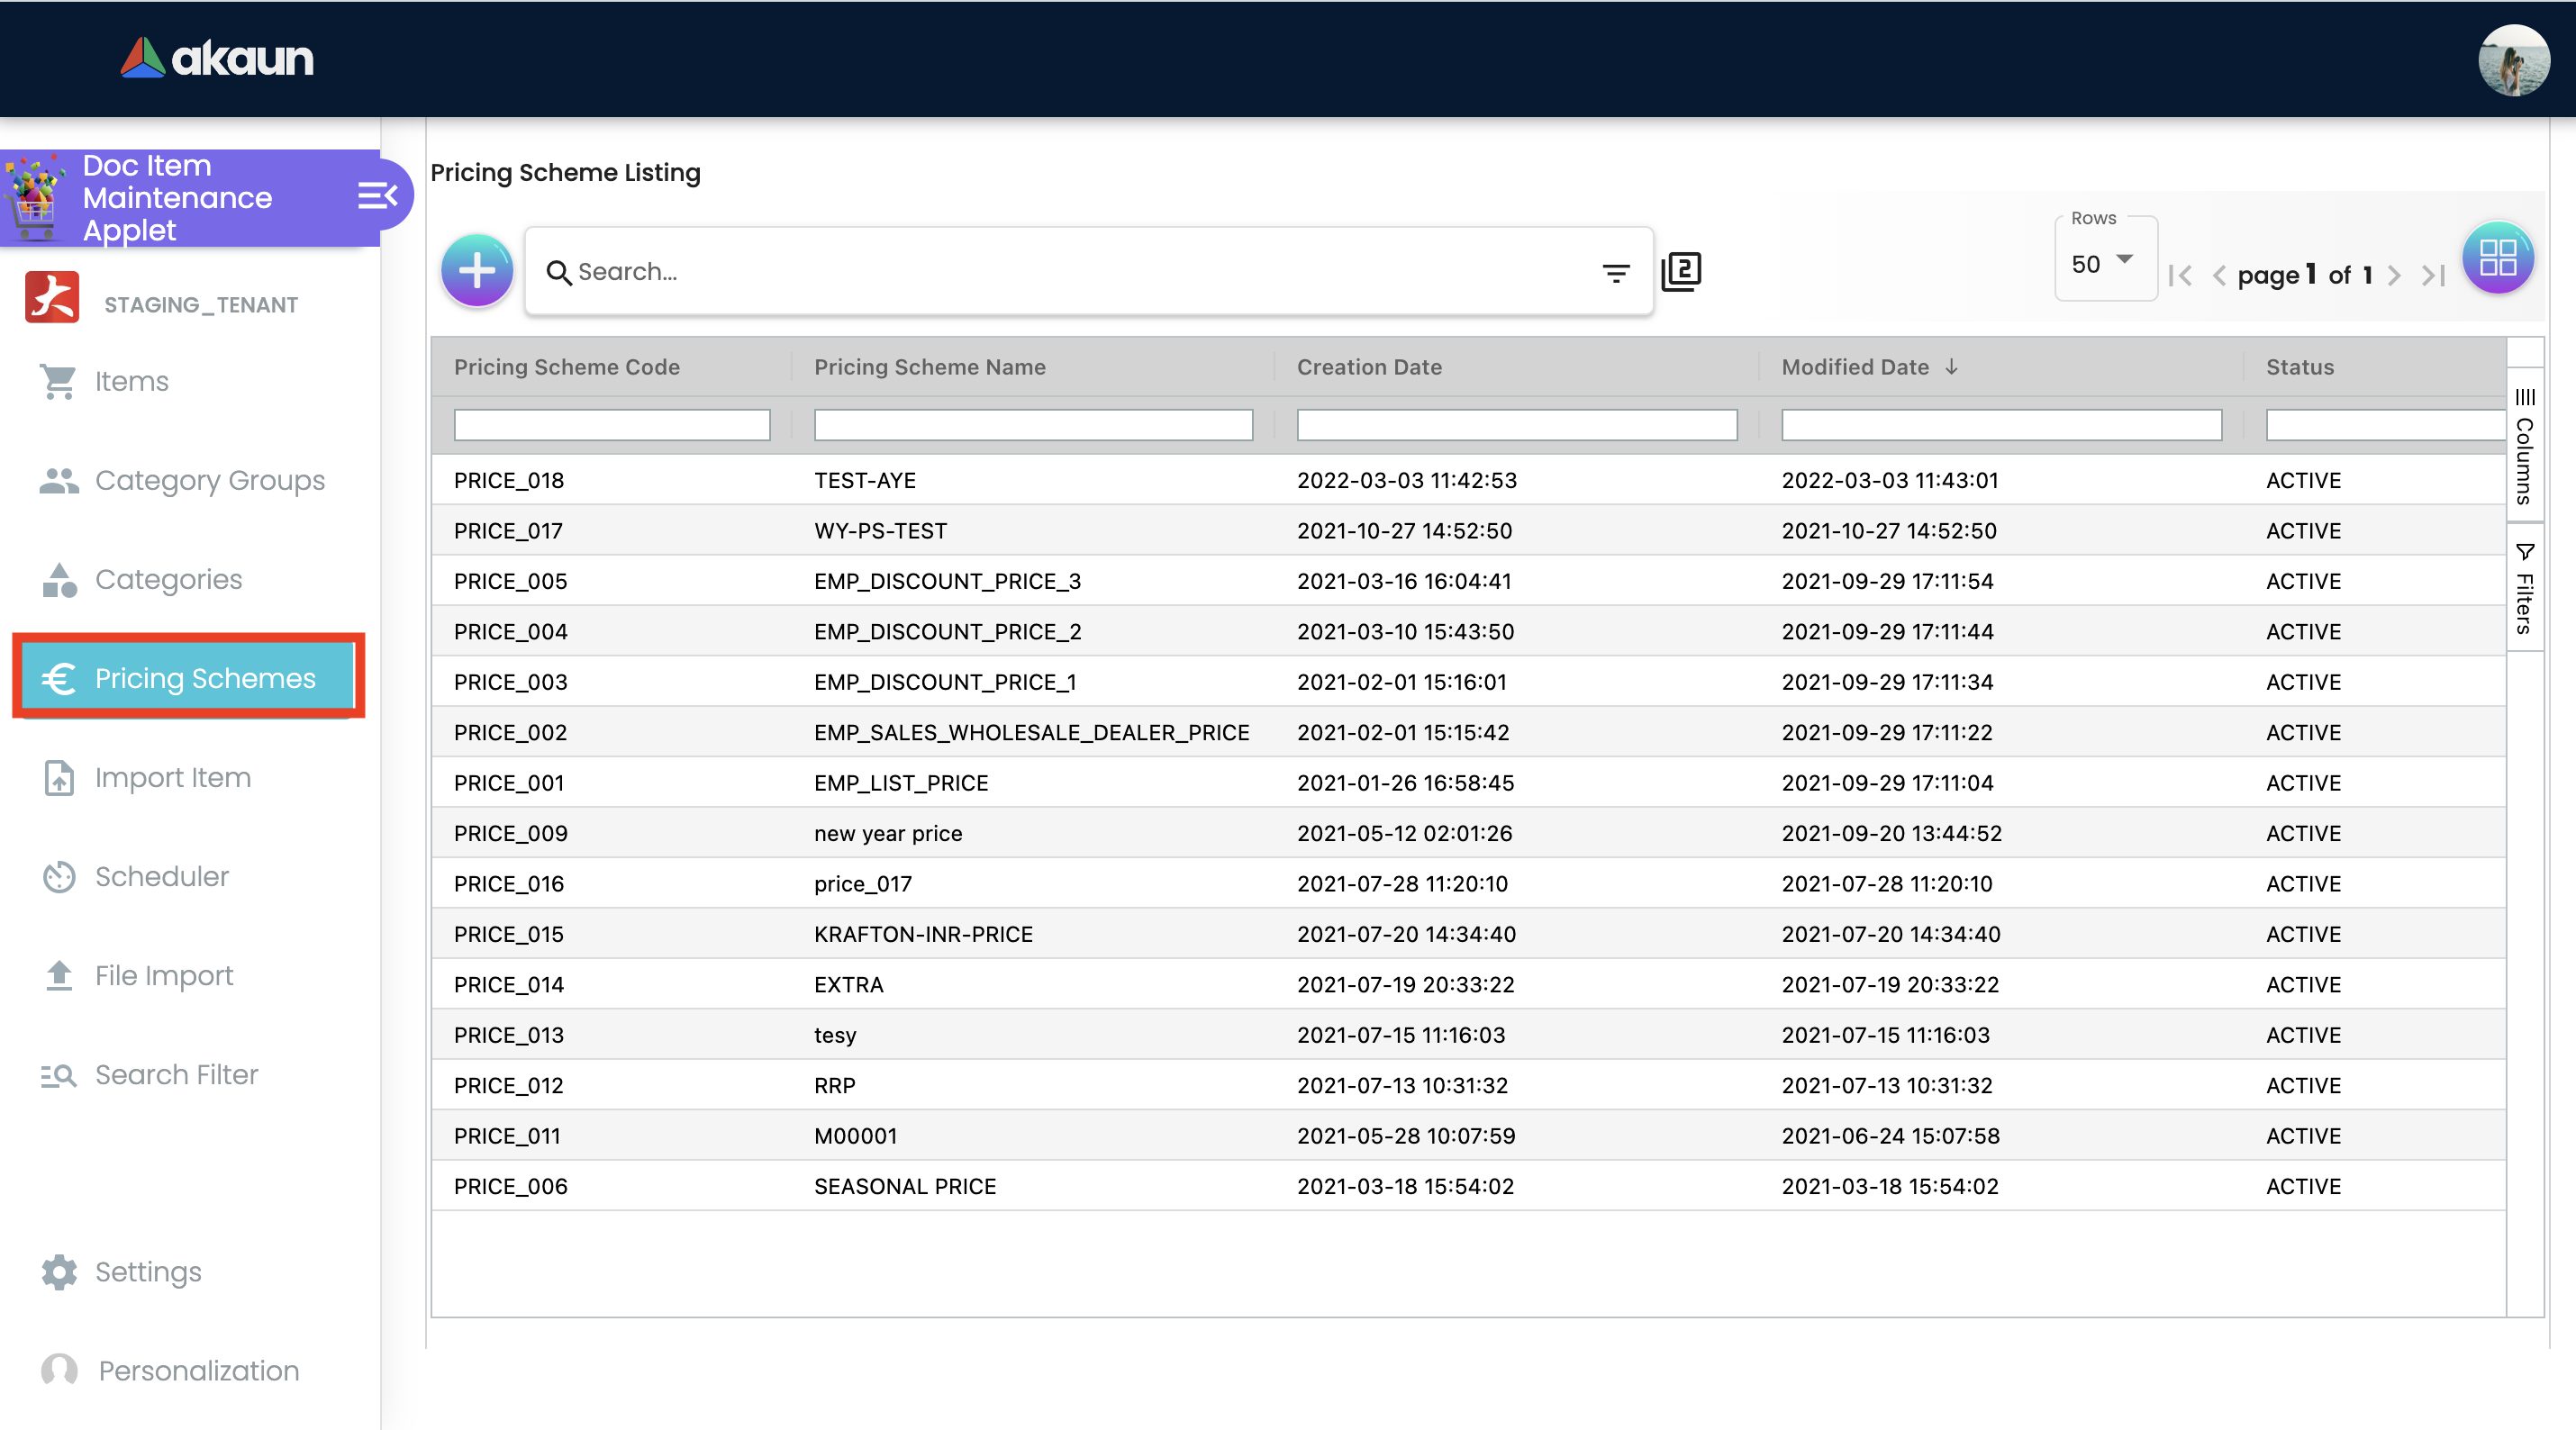 akaun
Doc Item
Maintenance
Applet
STAGING_TENANT
Items
Category Groups
Categories
Pricing Schemes
Import Item
Scheduler
File Import
Search Filter
Settings
Personalization
Pricing Scheme Listing
Search...
2
Rows
50
page 1 of 1
Pricing Scheme Code Pricing Scheme Name Creation Date Modified Date Status
PRICE_018 TEST-AYE 2022-03-03 11:42:53 2022-03-03 11:43:01 ACTIVE
PRICE_017 WY-PS-TEST 2021-10-27 14:52:50 2021-10-27 14:52:50 ACTIVE
PRICE_005 EMP_DISCOUNT_PRICE_3 2021-03-16 16:04:41 2021-09-29 17:11:54 ACTIVE
PRICE_004 EMP_DISCOUNT_PRICE_2 2021-03-10 15:43:50 2021-09-29 17:11:44 ACTIVE
PRICE_003 EMP_DISCOUNT_PRICE_1 2021-02-01 15:16:01 2021-09-29 17:11:34 ACTIVE
PRICE_002 EMP_SALES_WHOLESALE_DEALER_PRICE 2021-02-01 15:15:42 2021-09-29 17:11:22 ACTIVE
PRICE_001 EMP_LIST_PRICE 2021-01-26 16:58:45 2021-09-29 17:11:04 ACTIVE
PRICE_009 new year price 2021-05-12 02:01:26 2021-09-20 13:44:52 ACTIVE
PRICE_016 price_017 2021-07-28 11:20:10 2021-07-28 11:20:10 ACTIVE
PRICE_015 KRAFTON-INR-PRICE 2021-07-20 14:34:40 2021-07-20 14:34:40 ACTIVE
PRICE_014 EXTRA 2021-07-19 20:33:22 2021-07-19 20:33:22 ACTIVE
PRICE_013 tesy 2021-07-15 11:16:03 2021-07-15 11:16:03 ACTIVE
PRICE_012 RRP 2021-07-13 10:31:32 2021-07-13 10:31:32 ACTIVE
PRICE_011 M00001 2021-05-28 10:07:59 2021-06-24 15:07:58 ACTIVE
PRICE_006 SEASONAL PRICE 2021-03-18 15:54:02 2021-03-18 15:54:02 ACTIVE
Columns
Filters